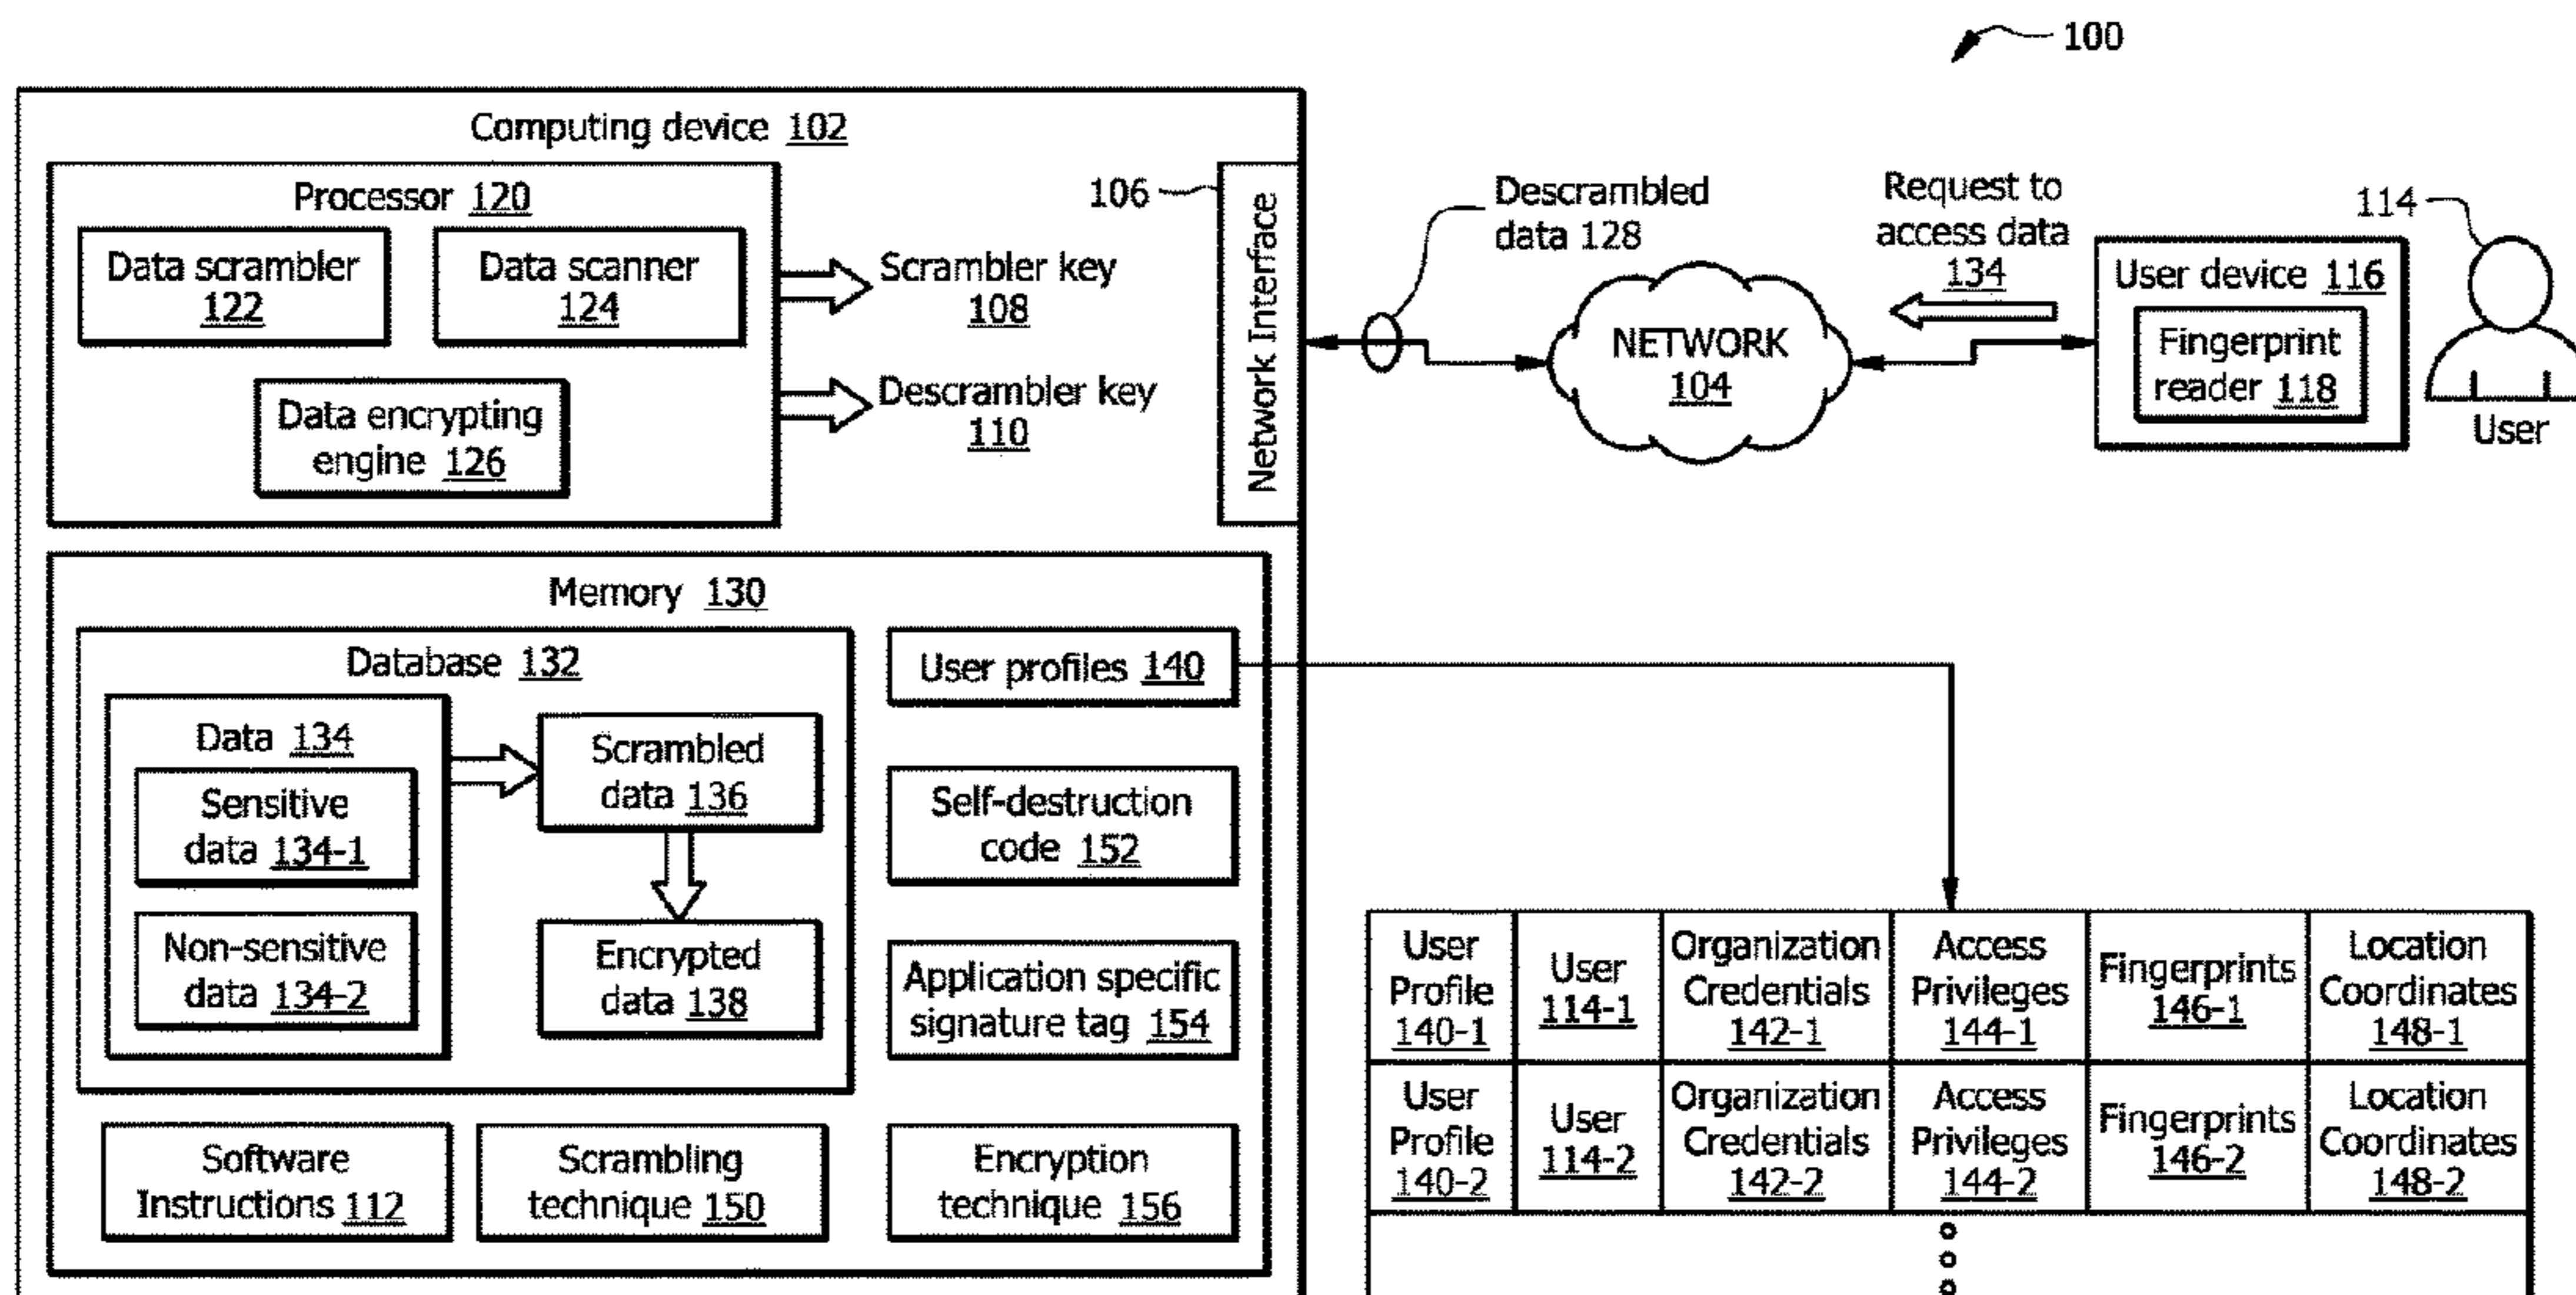 100
Computing device 102
Processor 120
Data scrambler
122
Data scanner
124
Data encrypting
engine 126
Scrambler key
108
Descrambler key
110
106
Network Interface
Descrambled
data 128
NETWORK
104
Request to
access data
134
User device 116
Fingerprint
reader 118
114
User
Memory 130
Database 132
Data 134
Sensitive
data 134-1
Non-sensitive
data 134-2
Scrambled
data 136
Encrypted
data 138
User profiles 140
Self-destruction
code 152
Application specific
signature tag 154
Software
Instructions 112
Scrambling
technique 150
Encryption
technique 156
User
Profile
140-1
User
114-1
Organization
Credentials
142-1
Access
Privileges
144-1
Fingerprints
146-1
Location
Coordinates
148-1
User
Profile
140-2
User
114-2
Organization
Credentials
142-2
Access
Privileges
144-2
Fingerprints
146-2
Location
Coordinates
148-2